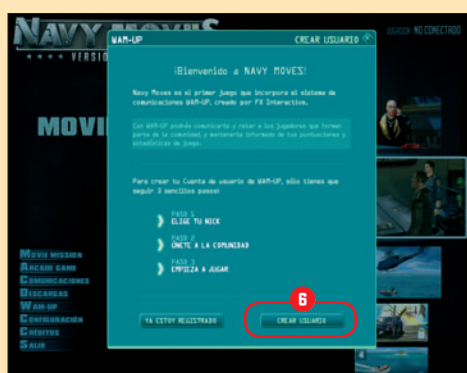 NAVY MOVES
VERSIO
JUGADOR NO CONECTADO
WAM-UP
CREAR USUARIO
¡Bienvenido a NAVY MOVES!
Navy Moves es el primer juego que incorpora el sistema de
comunicaciones WAM-UP, creado por FX Interactive.
Con WAM-UP podrás comunicarte y retar a los jugadores que forman
parte de la comunidad, y mantenerte informado de tus puntuaciones y
estadísticas de juego.
Para crear tu Cuenta de usuario de WAM-UP, sólo tienes que
seguir 3 sencillos pasos:
MOVI
PASO 1
ELIGE TU NICK
PASO 2
ÚNETE A LA COMUNIDAD
PASO 3
EMPIEZA A JUGAR
MOVIE MISSION
ARCADE GAME
COMUNICACIONES
DESCARGAS
WAM-UP
CONFIGURACIÓN
CRÉDITOS
SALIR
6
YA ESTOY REGISTRADO
CREAR USUARIO
4